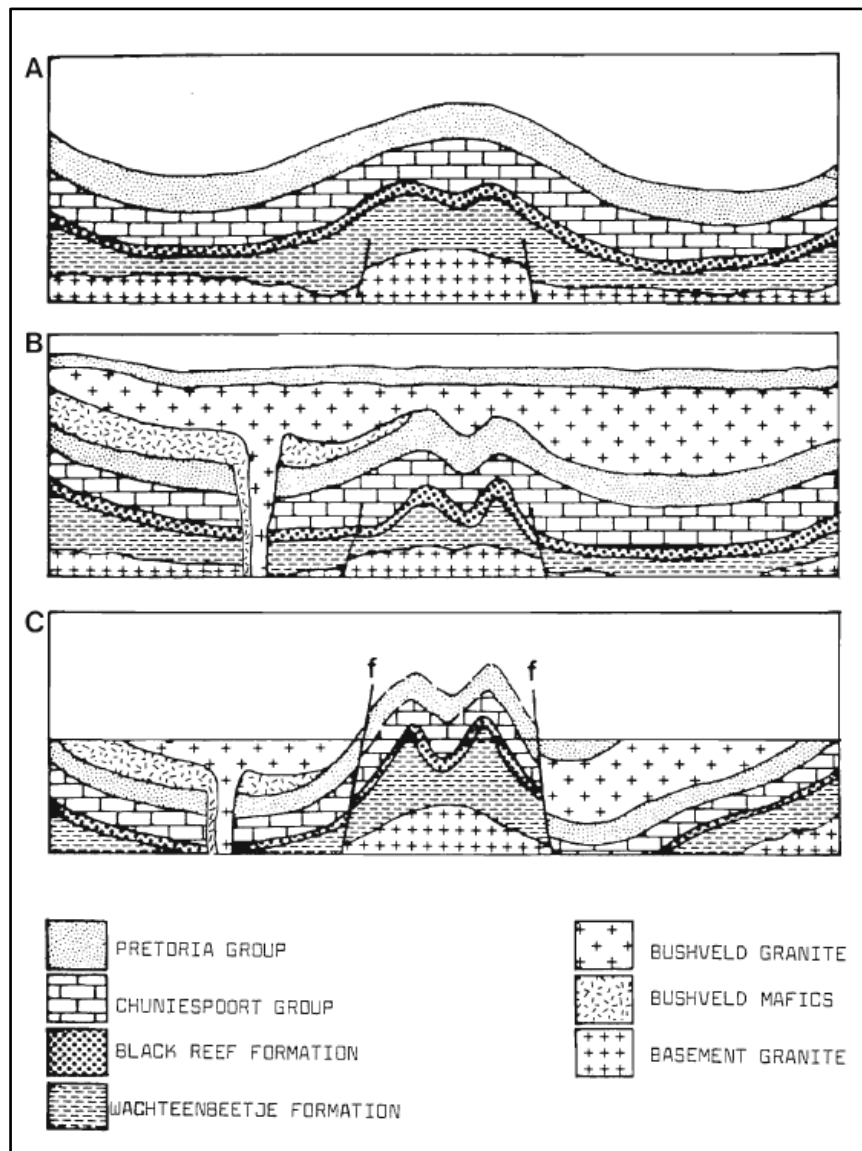 A
B
C
f f
PRETORIA GROUP
CHUNIESPOORT GROUP
BLACK REEF FORMATION
WACHTEENBEETJE FORMATION
BUSHVELD GRANITE
BUSHVELD MAFICS
BASEMENT GRANITE